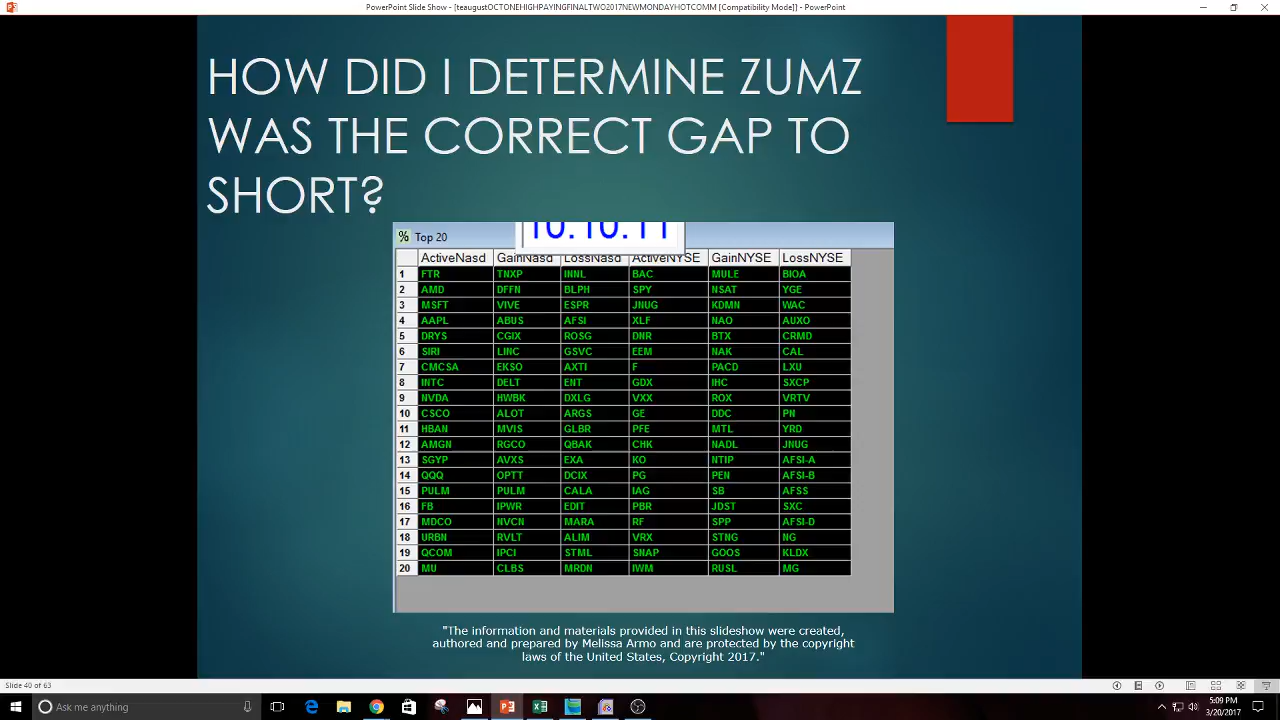 PowerPoint Slide Show - [teaugustOCTONEHIGHPAYINGFINALTWO2017NEWMONDAYHOTCOMM [Compatibility Mode]] - PowerPoint
HOW DID I DETERMINE ZUMZ
WAS THE CORRECT GAP TO
SHORT?
% Top 20
10:10:11
ActiveNasd GainNasd LossNasd ActiveNYSE GainNYSE LossNYSE
1 FTR TNXP INNL BAC MULE BIOA
2 AMD DFFN BLPH SPY NSAT YGE
3 MSFT VIVE ESPR JNUG KDMN WAC
4 AAPL ABUS AFSI XLF NAO AUXO
5 DRYS CGIX ROSG DNR BTX CRMD
6 SIRI LINC GSVC EEM NAK CAL
7 CMCSA EKSO AXTI F PACD LXU
8 INTC DELT ENT GDX IHC SXCP
9 NVDA HWBK DXLG VXX ROX VRTV
10 CSCO ALOT ARGS GE DDC PN
11 HBAN MVIS GLBR PFE MTL YRD
12 AMGN RGCO QBAK CHK NADL JNUG
13 SGYP AVXS EXA KO NTIP AFSI-A
14 QQQ OPTT DCIX PG PEN AFSI-B
15 PULM PULM CALA IAG SB AFSS
16 FB IPWR EDIT PBR JDST SXC
17 MDCO NVCN MARA RF SPP AFSI-D
18 URBN RVLT ALIM VRX STNG NG
19 QCOM IPCI STML SNAP GOOS KLDX
20 MU CLBS MRDN IWM RUSL MG
"The information and materials provided in this slideshow were created,
authored and prepared by Melissa Armo and are protected by the copyright
laws of the United States, Copyright 2017."
Slide 40 of 63
Ask me anything
5:09 PM
3/20/2017